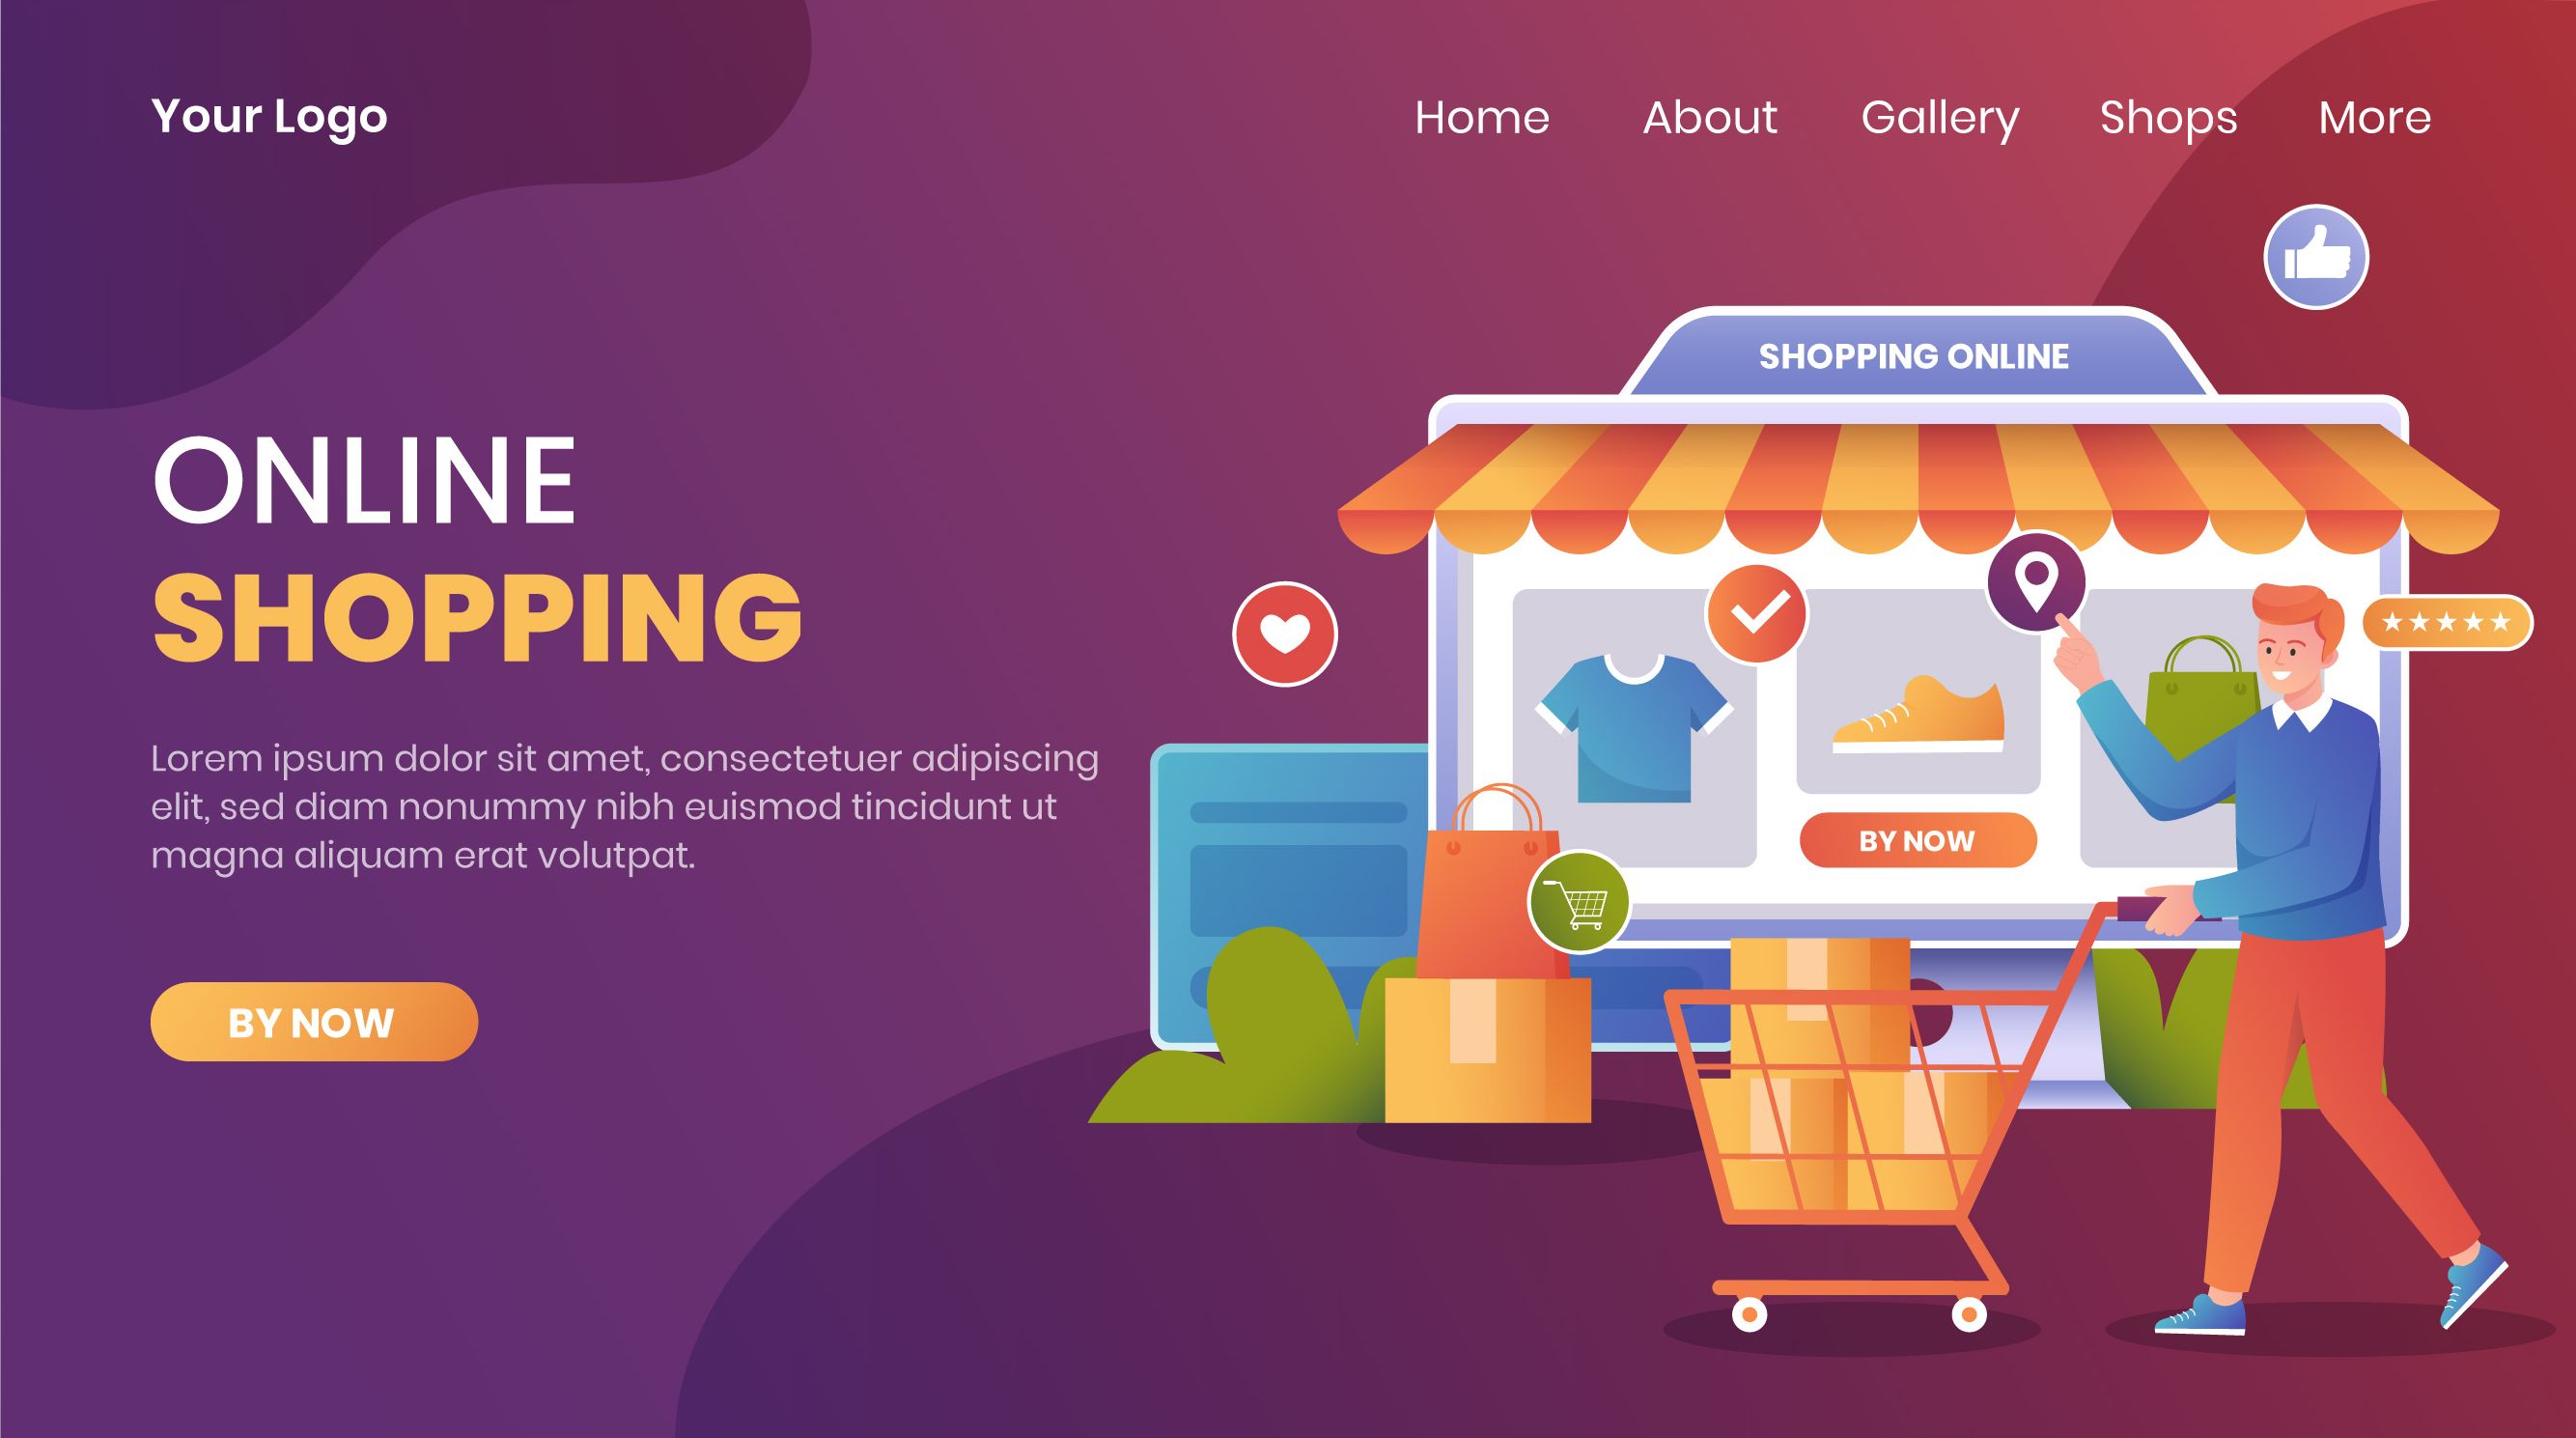 Your Logo
Home About Gallery Shops More
SHOPPING ONLINE
ONLINE
SHOPPING
Lorem ipsum dolor sit amet, consectetuer adipiscing
elit, sed diam nonummy nibh euismod tincidunt ut
magna aliquam erat volutpat.
BY NOW
BY NOW